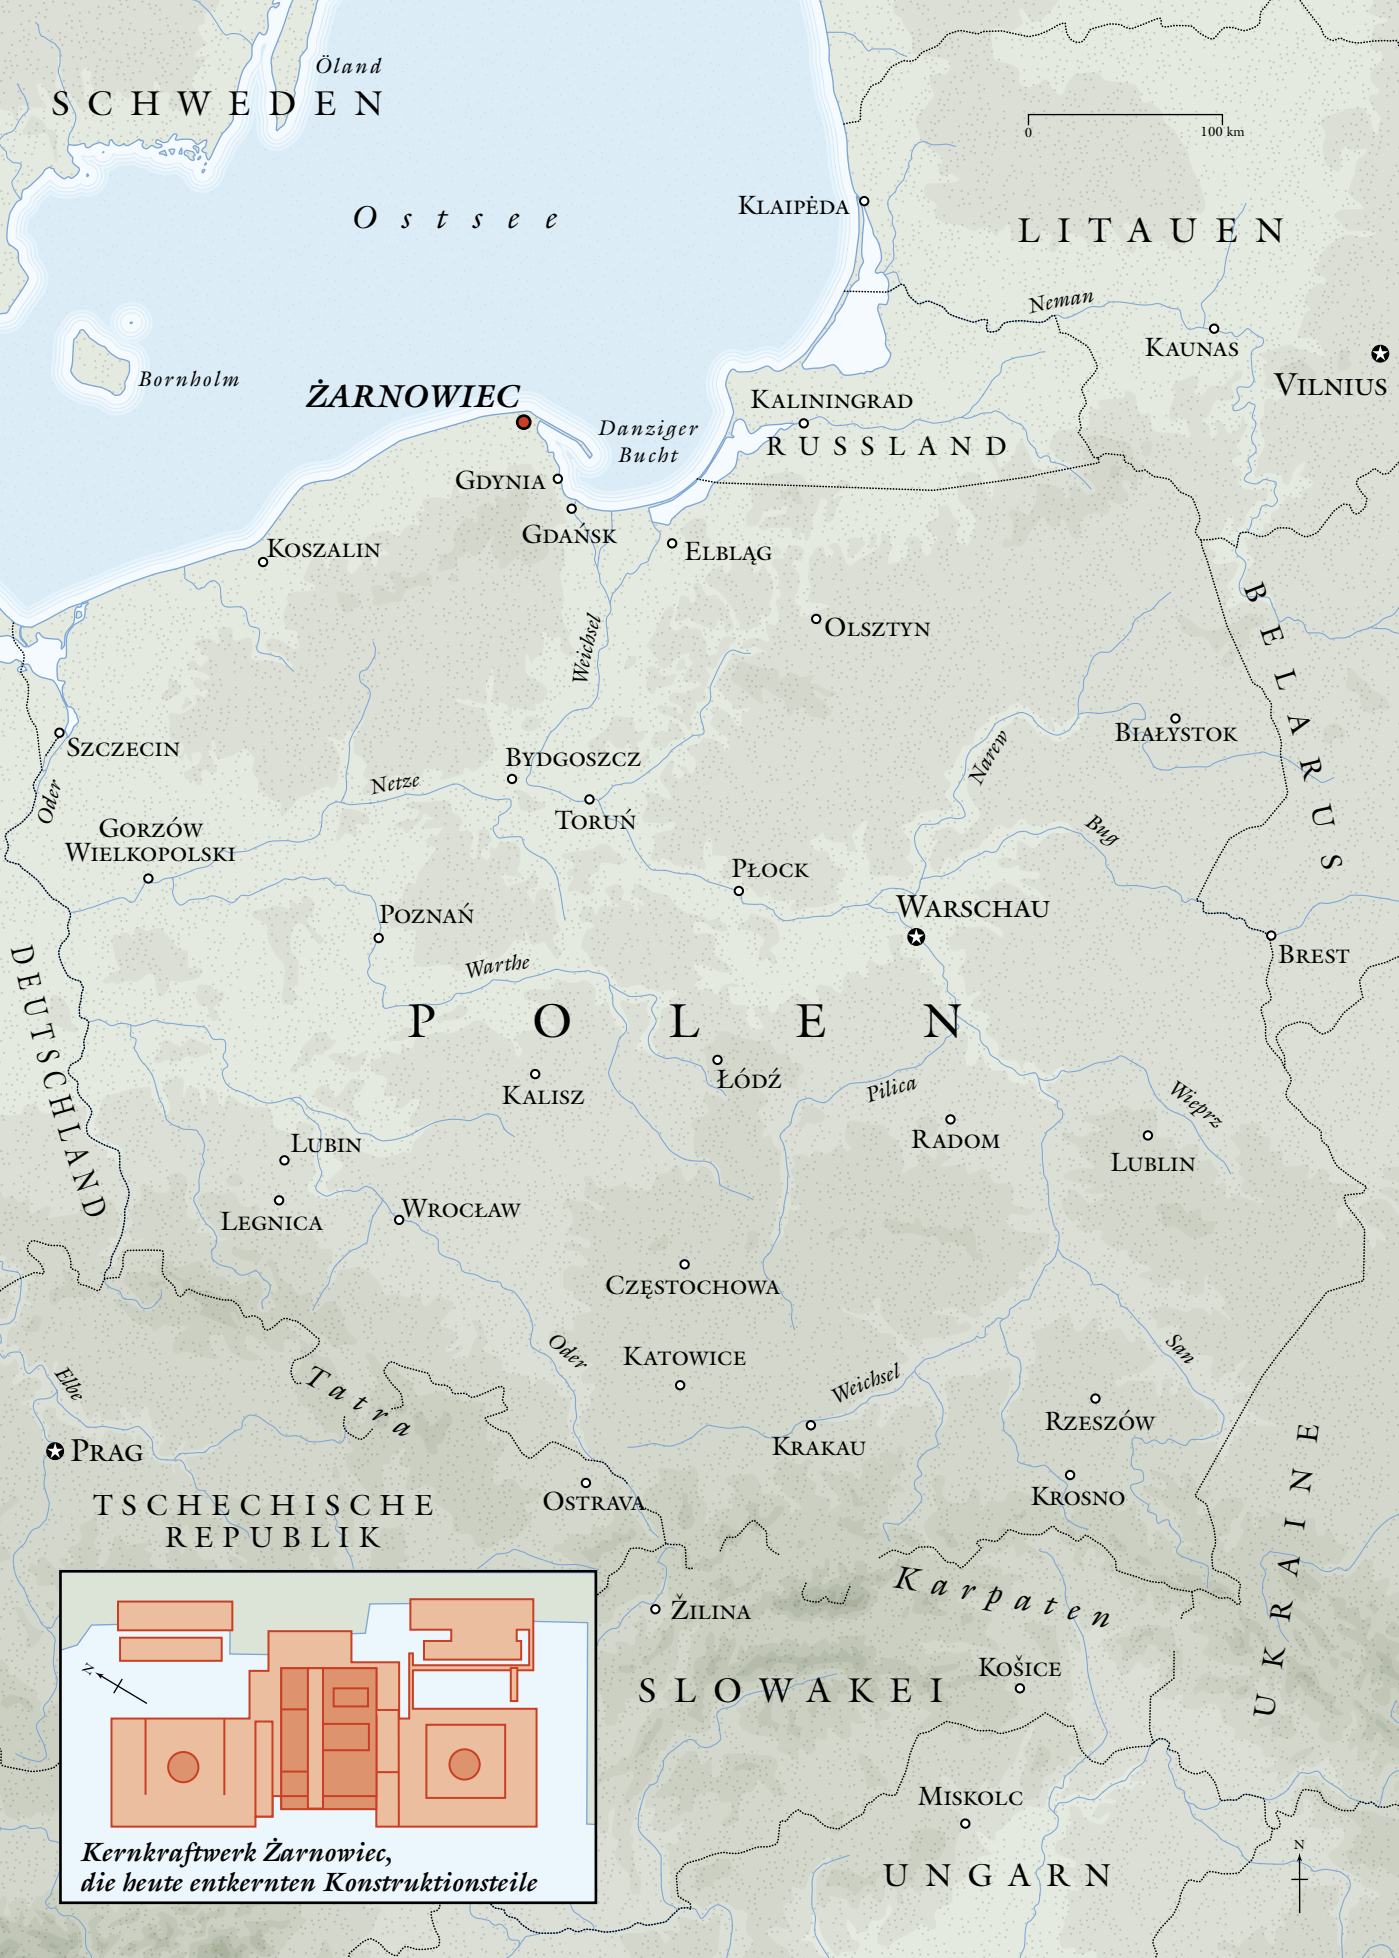 Öland
SCHWEDEN
0 100 km
Ostsee
KLAIPĖDA
LITAUEN
Neman
KAUNAS
VILNIUS
Bornholm
ŻARNOWIEC
KALININGRAD
Danziger
Bucht
RUSSLAND
GDYNIA
GDAŃSK
KOSZALIN
ELBLĄG
BELARUS
OLSZTYN
Weichsel
SZCZECIN
BIAŁYSTOK
Narew
BYDGOSZCZ
Netze
Oder
TORUŃ
GORZÓW
WIELKOPOLSKI
Bug
PŁOCK
WARSCHAU
POZNAŃ
BREST
Warthe
DEUTSCHLAND
POLEN
ŁÓDŹ
KALISZ
Pilica
Wieprz
RADOM
LUBIN
LUBLIN
WROCŁAW
LEGNICA
CZĘSTOCHOWA
Oder
San
KATOWICE
Elbe
Tatra
Weichsel
RZESZÓW
KRAKAU
PRAG
UKRAINE
KROSNO
OSTRAVA
TSCHECHISCHE
REPUBLIK
Karpaten
ŽILINA
KOŠICE
SLOWAKEI
N
MISKOLC
N
Kernkraftwerk Żarnowiec,
die heute entkernten Konstruktionsteile
UNGARN